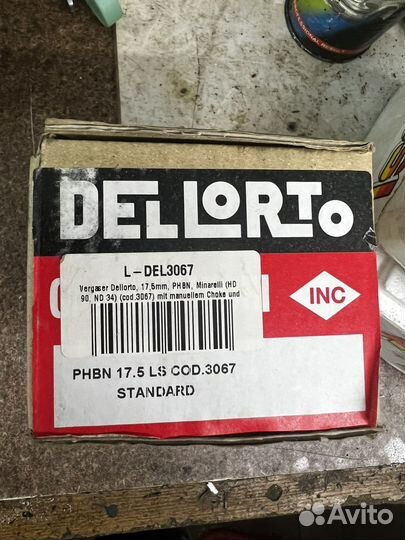 DELLORTO
L-DEL3067
Vergaser Dellorto, 17,5mm, PHBN, Minarelli (HD
90, ND 34) (cod.3067) mit manuellem Choke und
INC
PHBN 17.5 LS COD.3067
STANDARD
Avito